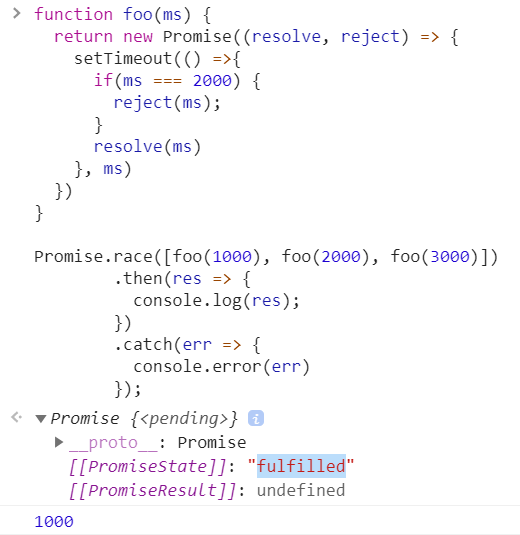 function foo(ms) {
return new Promise((resolve, reject) => {
setTimeout(() =>{
if(ms === 2000) {
reject(ms);
}
resolve(ms)
}, ms)
})
}
Promise.race([foo(1000), foo(2000), foo(3000)])
.then(res => {
console.log(res);
})
.catch(err => {
console.error(err)
});
Promise {<pending>} i
__proto__: Promise
[[PromiseState]]: "fulfilled"
[[PromiseResult]]: undefined
1000